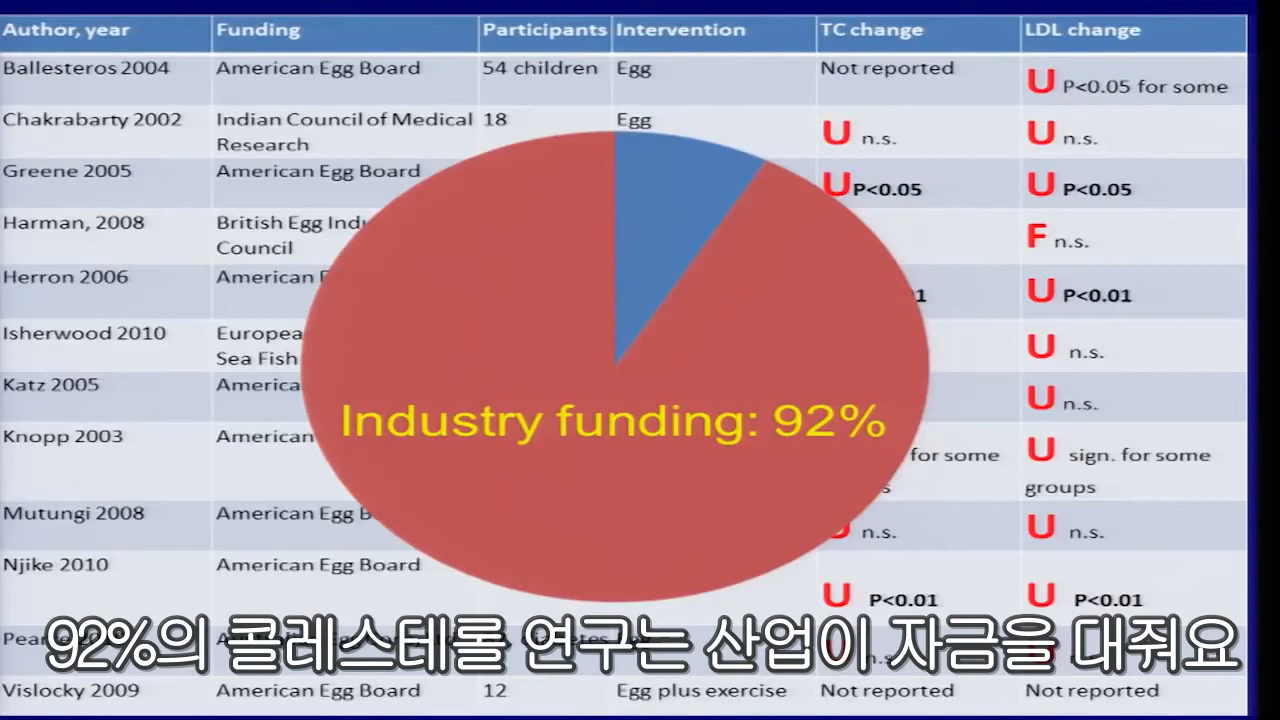 Author, year Funding Participants Intervention TC change LDL change
Ballesteros 2004 American Egg Board 54 children Egg Not reported U P<0.05 for some
Chakrabarty 2002 Indian Council of Medical Research 18 Egg U n.s. U n.s.
Greene 2005 American Egg Board U P<0.05 U P<0.05
Harman, 2008 British Egg Council F n.s.
Herron 2006 American U P<0.01
Isherwood 2010 Sea Fish U n.s.
Katz 2005 U n.s.
Knopp 2003 American for some U sign. for some groups
Industry funding: 92%
Mutungi 2008 American Egg U n.s. U n.s.
Njike 2010 American Egg Board U P<0.01 U P<0.01
92%의 콜레스테롤 연구는 산업이 자금을 대줘요
Vislocky 2009 American Egg Board 12 Egg plus exercise Not reported Not reported